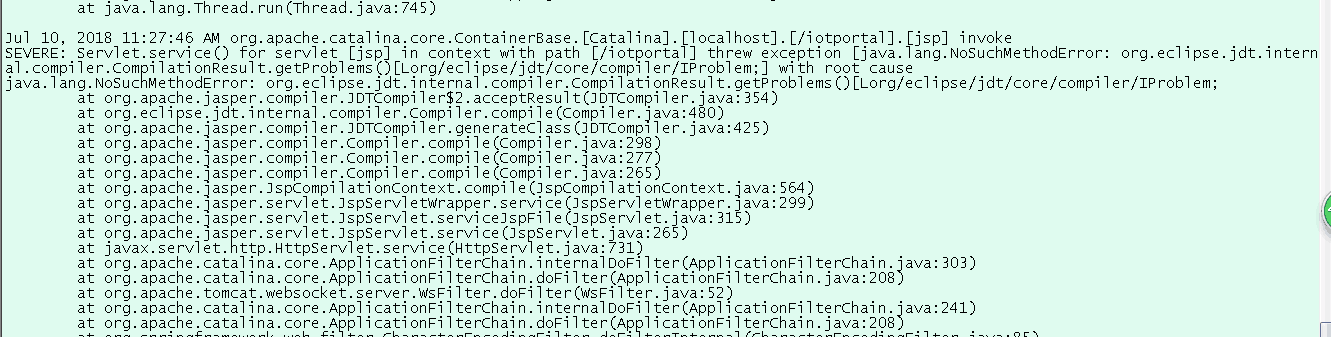 at java.lang.Thread.run(Thread.java:745)
Jul 10, 2018 11:27:46 AM org.apache.catalina.core.ContainerBase.[Catalina].[localhost].[/iotportal].[jsp] invoke
SEVERE: Servlet.service() for servlet [jsp] in context with path [/iotportal] threw exception [java.lang.NoSuchMethodError: org.eclipse.jdt.intern
al.compiler.CompilationResult.getProblems()[Lorg/eclipse/jdt/core/compiler/IProblem;] with root cause
java.lang.NoSuchMethodError: org.eclipse.jdt.internal.compiler.CompilationResult.getProblems()[Lorg/eclipse/jdt/core/compiler/IProblem;
at org.apache.jasper.compiler.JDTCompiler$2.acceptResult(JDTCompiler.java:354)
at org.eclipse.jdt.internal.compiler.Compiler.compile(Compiler.java:480)
at org.apache.jasper.compiler.JDTCompiler.generateClass(JDTCompiler.java:425)
at org.apache.jasper.compiler.Compiler.compile(Compiler.java:298)
at org.apache.jasper.compiler.Compiler.compile(Compiler.java:277)
at org.apache.jasper.compiler.Compiler.compile(Compiler.java:265)
at org.apache.jasper.JspCompilationContext.compile(JspCompilationContext.java:564)
at org.apache.jasper.servlet.JspServletWrapper.service(JspServletWrapper.java:299)
at org.apache.jasper.servlet.JspServlet.serviceJspFile(JspServlet.java:315)
at org.apache.jasper.servlet.JspServlet.service(JspServlet.java:265)
at javax.servlet.http.HttpServlet.service(HttpServlet.java:731)
at org.apache.catalina.core.ApplicationFilterChain.internalDoFilter(ApplicationFilterChain.java:303)
at org.apache.catalina.core.ApplicationFilterChain.doFilter(ApplicationFilterChain.java:208)
at org.apache.tomcat.websocket.server.WsFilter.doFilter(WsFilter.java:52)
at org.apache.catalina.core.ApplicationFilterChain.internalDoFilter(ApplicationFilterChain.java:241)
at org.apache.catalina.core.ApplicationFilterChain.doFilter(ApplicationFilterChain.java:208)
at org.springframework.web.filter.CharacterEncodingFilter.doFilterInternal(CharacterEncodingFilter.java:85)